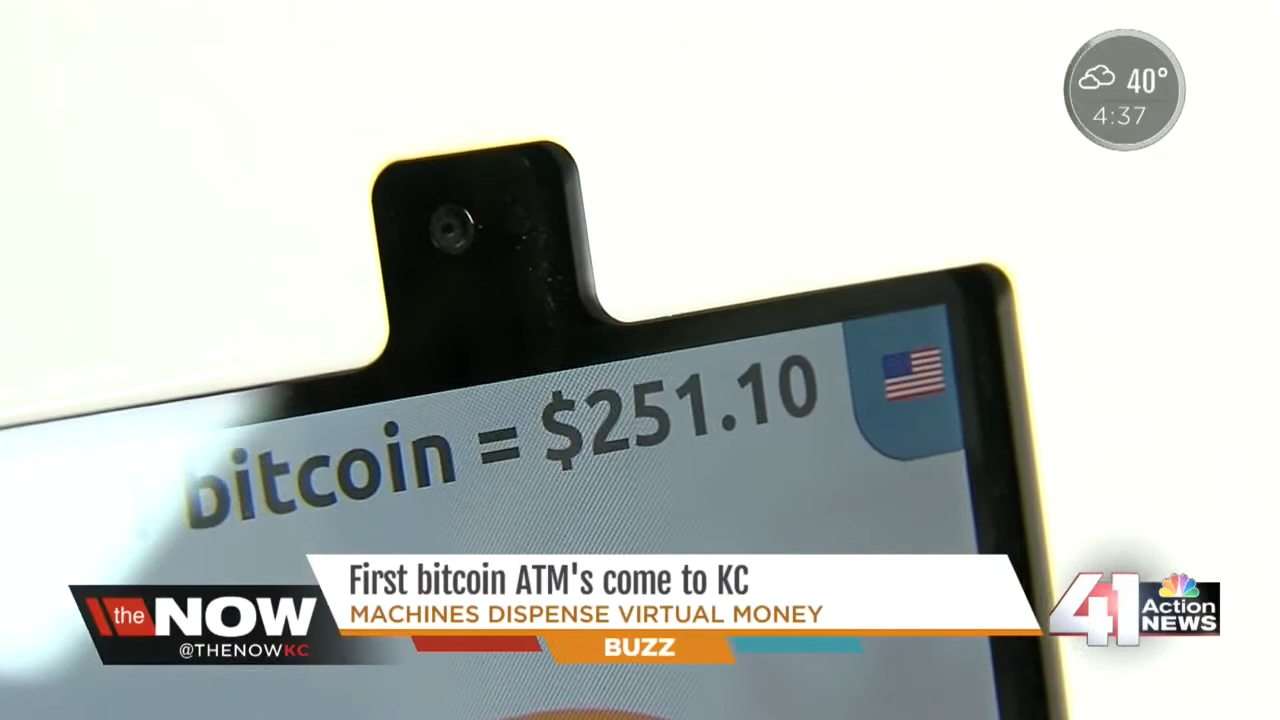 40°
4:37
bitcoin = $251.10
First bitcoin ATM's come to KC
MACHINES DISPENSE VIRTUAL MONEY
BUZZ
the NOW
@THENOWKC
41 Action NEWS